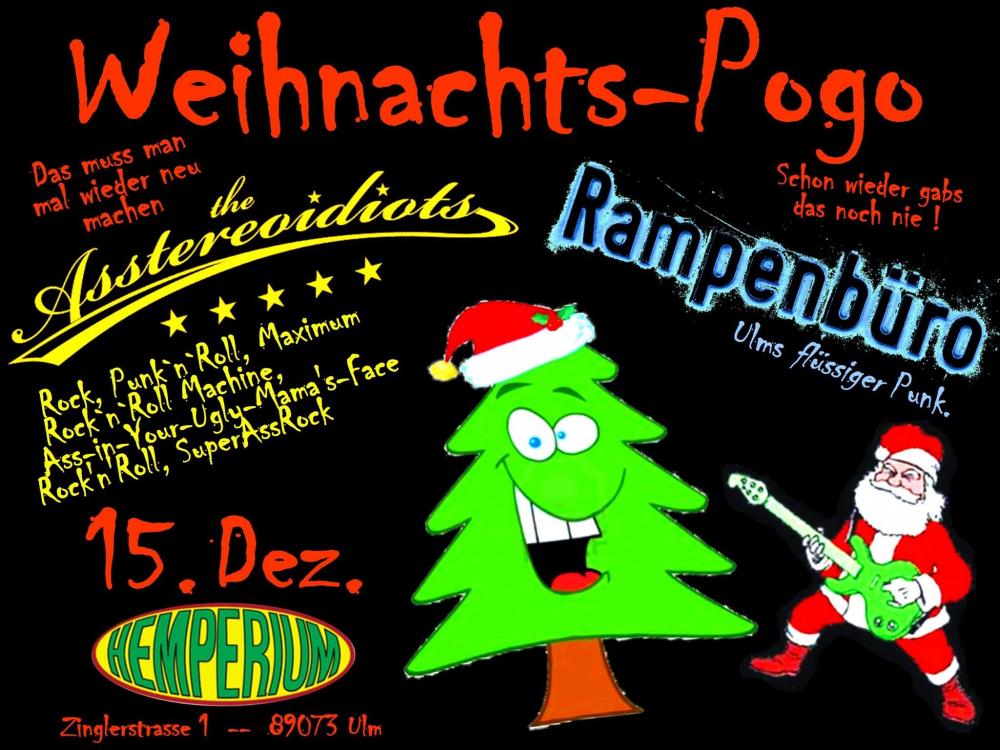 Weihnachts-Pogo
Das muss man
mal wieder neu
machen
the
Asstereoidiots
Rock, Punk`n`Roll, Maximum
Rock`n`Roll Machine,
Ass-in-Your-Ugly-Mama's-Face
Rock'n'Roll, SuperAssRock
Schon wieder gabs
das noch nie !
Rampenbüro
Ulms flüssiger Punk.
15. Dez.
HEMPERIUM
Zinglerstrasse 1 -- 89073 Ulm